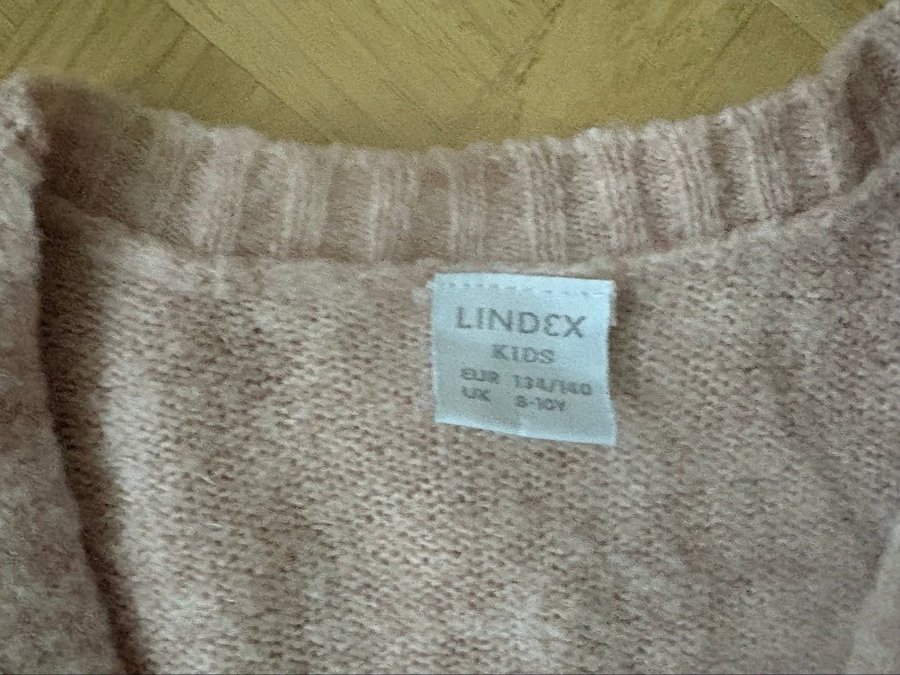 LINDEX
KIDS
EUR 134/140
UK 8-10Y